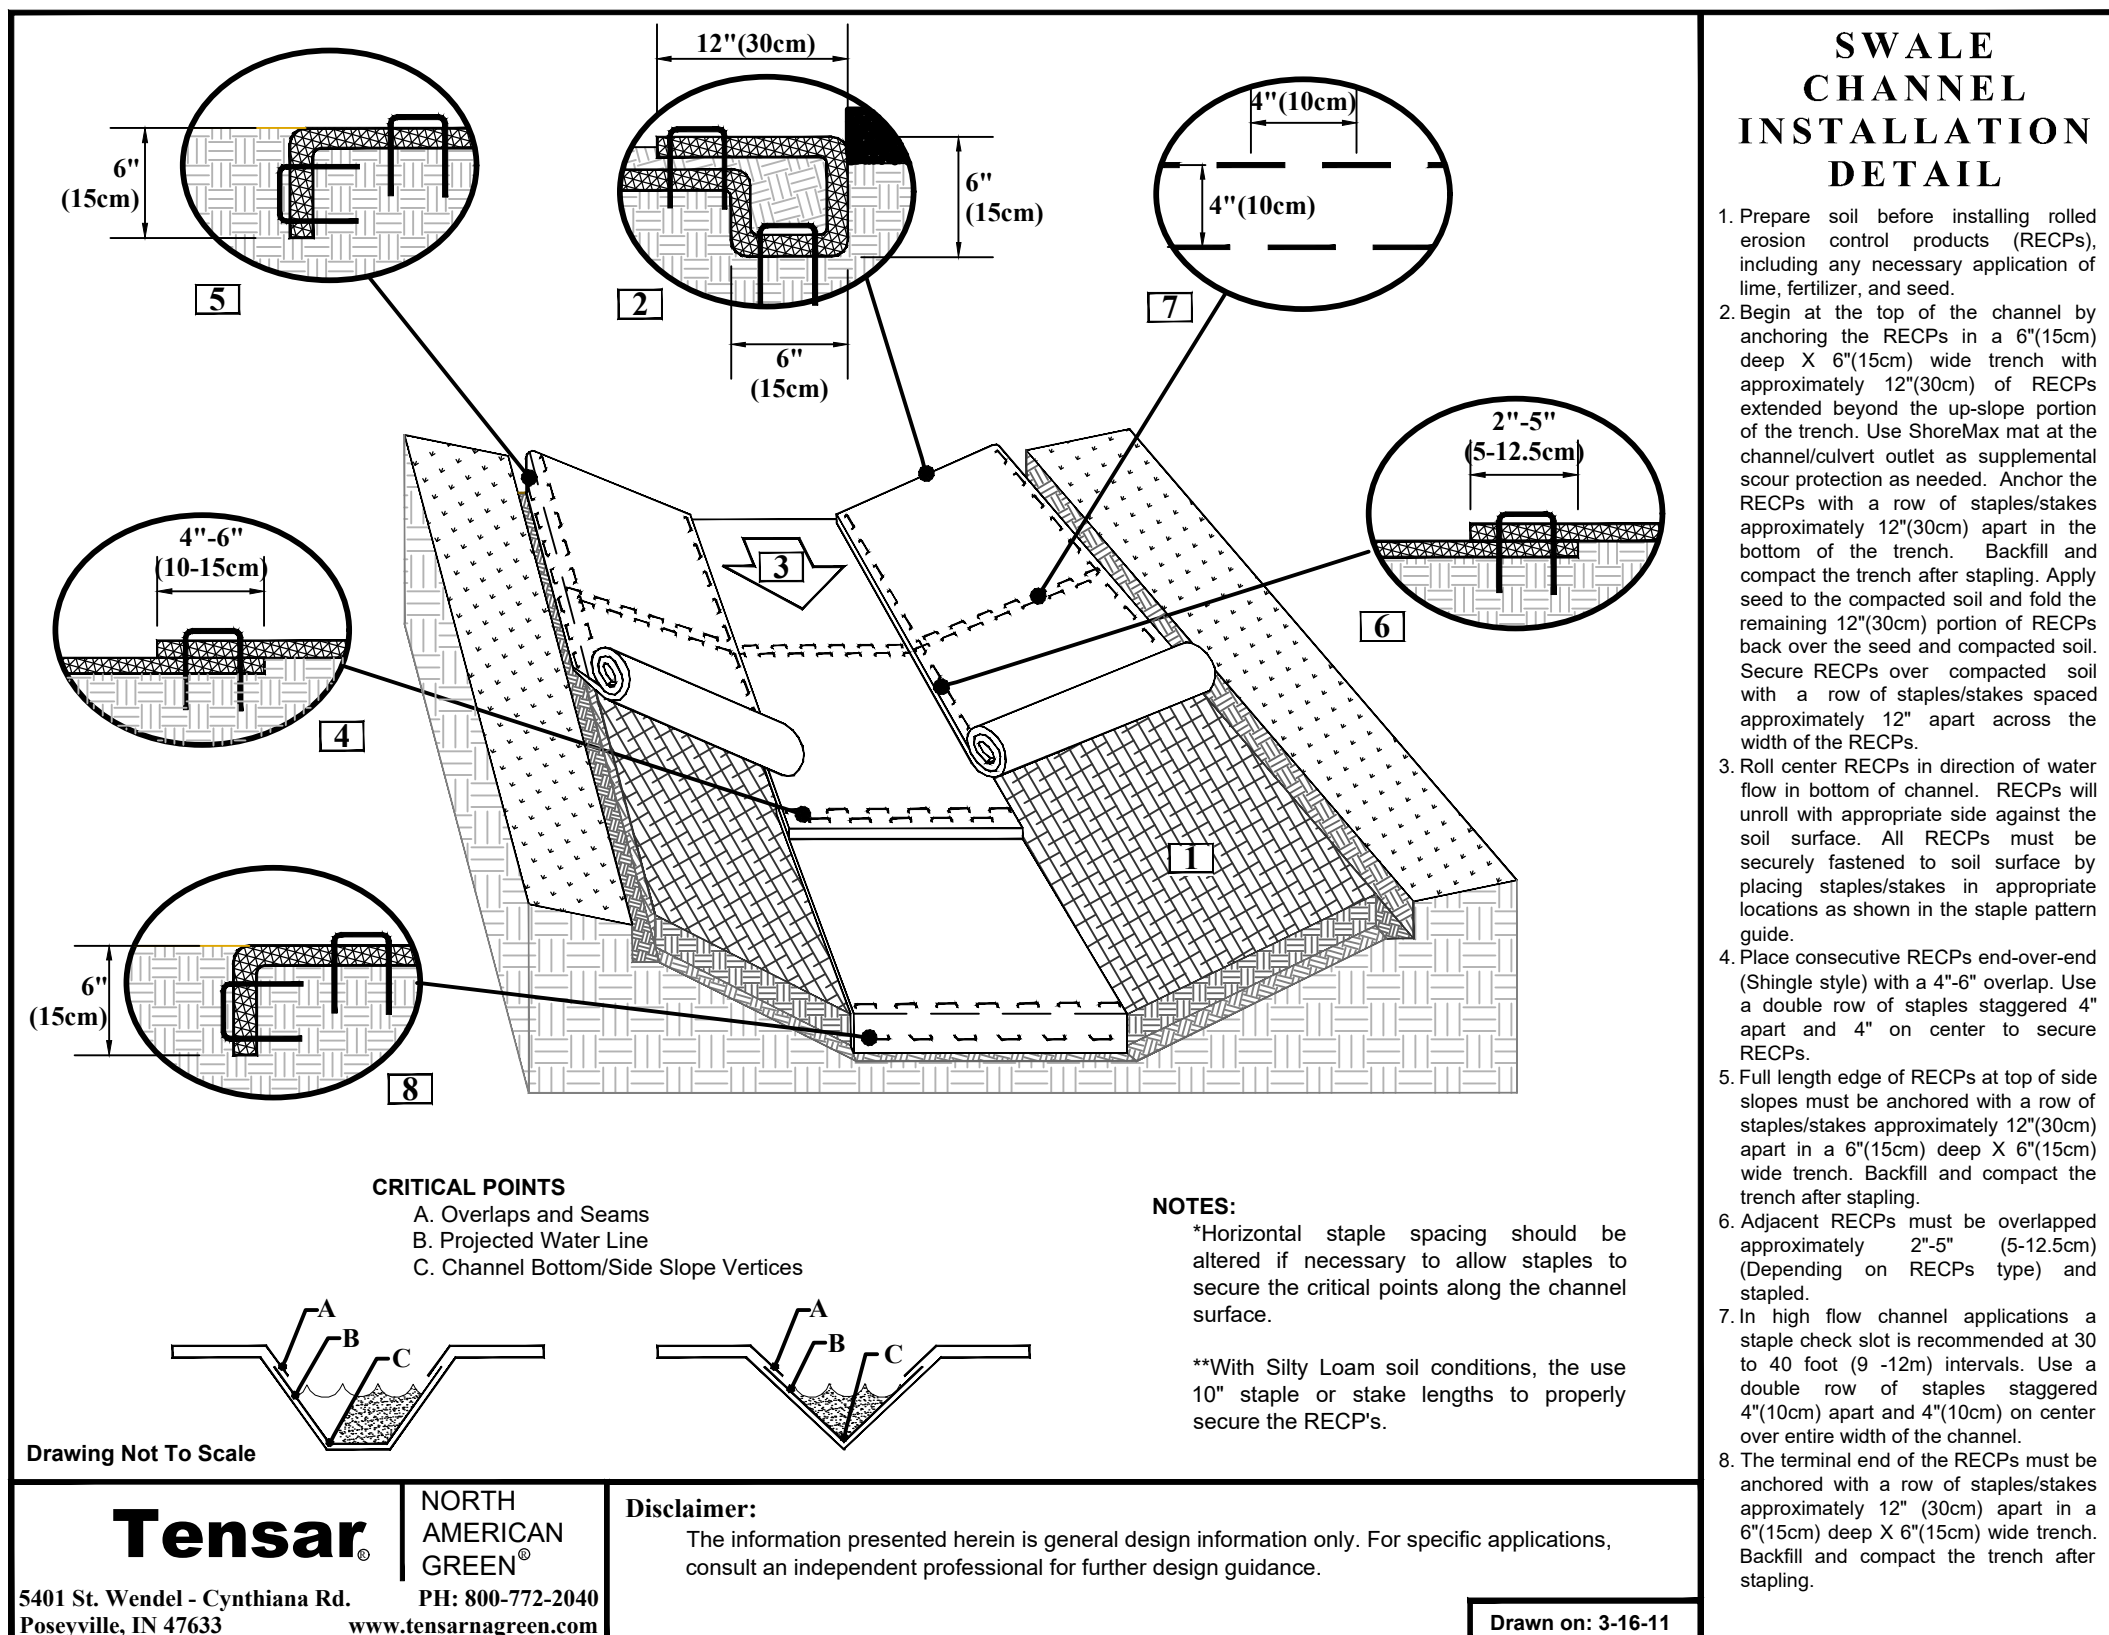 12"(30cm)
6"
(15cm)
5
6"
(15cm)
2
6"
(15cm)
4"(10cm)
4"(10cm)
7
2"-5"
(5-12.5cm)
6
4"-6"
(10-15cm)
4
3
1
6"
(15cm)
8
CRITICAL POINTS
A. Overlaps and Seams
B. Projected Water Line
C. Channel Bottom/Side Slope Vertices
A
B
C
A
B
C
Drawing Not To Scale
NOTES:
*Horizontal staple spacing should be
altered if necessary to allow staples to
secure the critical points along the channel
surface.
**With Silty Loam soil conditions, the use
10" staple or stake lengths to properly
secure the RECP's.
SWALE
CHANNEL
INSTALLATION
DETAIL
1. Prepare soil before installing rolled
erosion control products (RECPs),
including any necessary application of
lime, fertilizer, and seed.
2. Begin at the top of the channel by
anchoring the RECPs in a 6"(15cm)
deep X 6"(15cm) wide trench with
approximately 12"(30cm) of RECPs
extended beyond the up-slope portion
of the trench. Use ShoreMax mat at the
channel/culvert outlet as supplemental
scour protection as needed. Anchor the
RECPs with a row of staples/stakes
approximately 12"(30cm) apart in the
bottom of the trench. Backfill and
compact the trench after stapling. Apply
seed to the compacted soil and fold the
remaining 12"(30cm) portion of RECPs
back over the seed and compacted soil.
Secure RECPs over compacted soil
with a row of staples/stakes spaced
approximately 12" apart across the
width of the RECPs.
3. Roll center RECPs in direction of water
flow in bottom of channel. RECPs will
unroll with appropriate side against the
soil surface. All RECPs must be
securely fastened to soil surface by
placing staples/stakes in appropriate
locations as shown in the staple pattern
guide.
4. Place consecutive RECPs end-over-end
(Shingle style) with a 4"-6" overlap. Use
a double row of staples staggered 4"
apart and 4" on center to secure
RECPs.
5. Full length edge of RECPs at top of side
slopes must be anchored with a row of
staples/stakes approximately 12"(30cm)
apart in a 6"(15cm) deep X 6"(15cm)
wide trench. Backfill and compact the
trench after stapling.
6. Adjacent RECPs must be overlapped
approximately 2"-5" (5-12.5cm)
(Depending on RECPs type) and
stapled.
7. In high flow channel applications a
staple check slot is recommended at 30
to 40 foot (9 -12m) intervals. Use a
double row of staples staggered
4"(10cm) apart and 4"(10cm) on center
over entire width of the channel.
8. The terminal end of the RECPs must be
anchored with a row of staples/stakes
approximately 12" (30cm) apart in a
6"(15cm) deep X 6"(15cm) wide trench.
Backfill and compact the trench after
stapling.
Tensar®
NORTH
AMERICAN
GREEN®
5401 St. Wendel - Cynthiana Rd. PH: 800-772-2040
Poseyville, IN 47633 www.tensarnagreen.com
Disclaimer:
The information presented herein is general design information only. For specific applications,
consult an independent professional for further design guidance.
Drawn on: 3-16-11